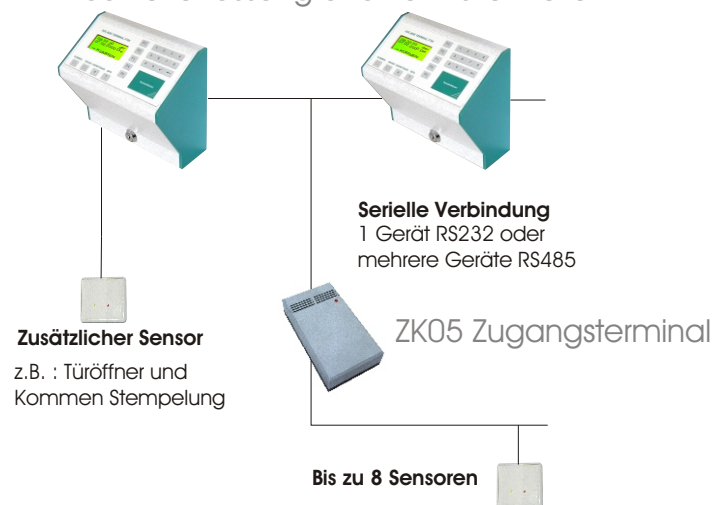 Serielle Verbindung
1 Gerät RS232 oder
mehrere Geräte RS485
ZK05 Zugangsterminal
Zusätzlicher Sensor
z.B. : Türöffner und
Kommen Stempelung
Bis zu 8 Sensoren